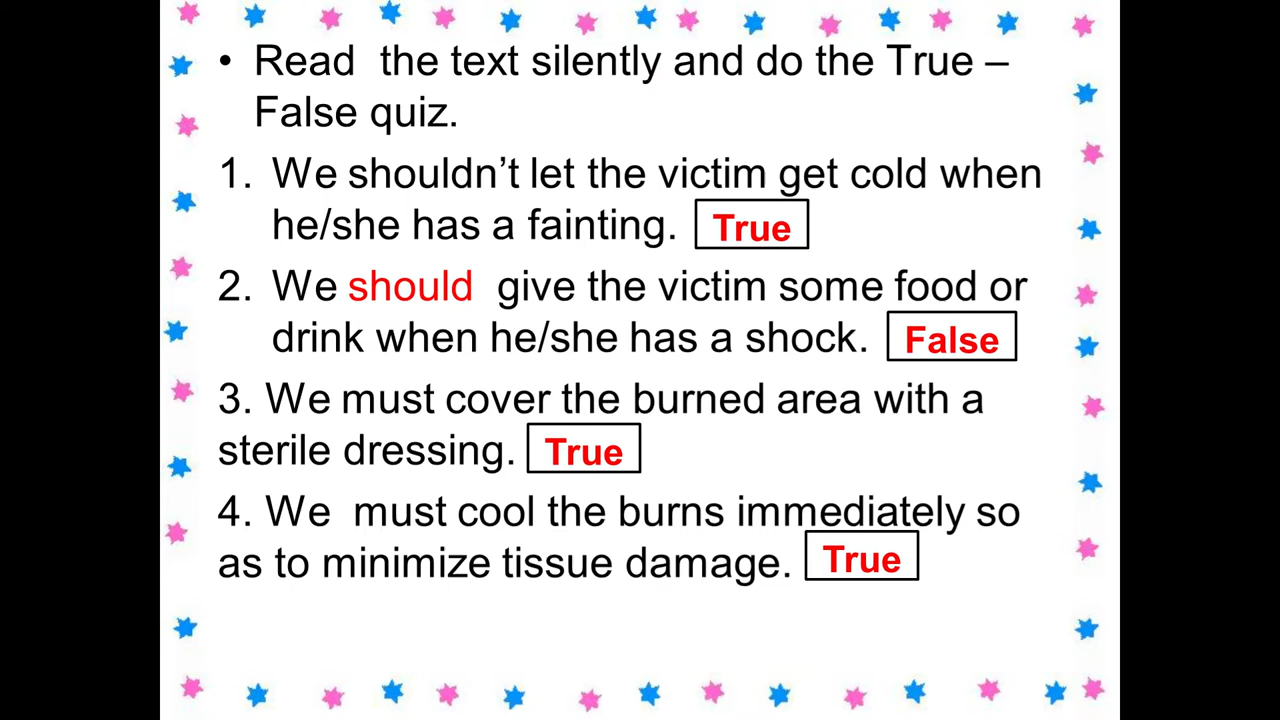 • Read the text silently and do the True –
False quiz.
1. We shouldn’t let the victim get cold when
he/she has a fainting. True
2. We should give the victim some food or
drink when he/she has a shock. False
3. We must cover the burned area with a
sterile dressing. True
4. We must cool the burns immediately so
as to minimize tissue damage. True